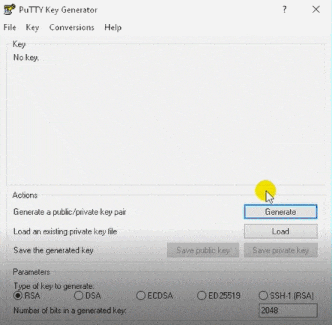 PuTTY Key Generator
File Key Conversions Help
Key
No key.
Actions
Generate a public/private key pair
Generate
Load an existing private key file
Load
Save the generated key
Save public key
Save private key
Parameters
Type of key to generate:
RSA DSA ECDSA ED25519 SSH-1 (RSA)
Number of bits in a generated key:
2048